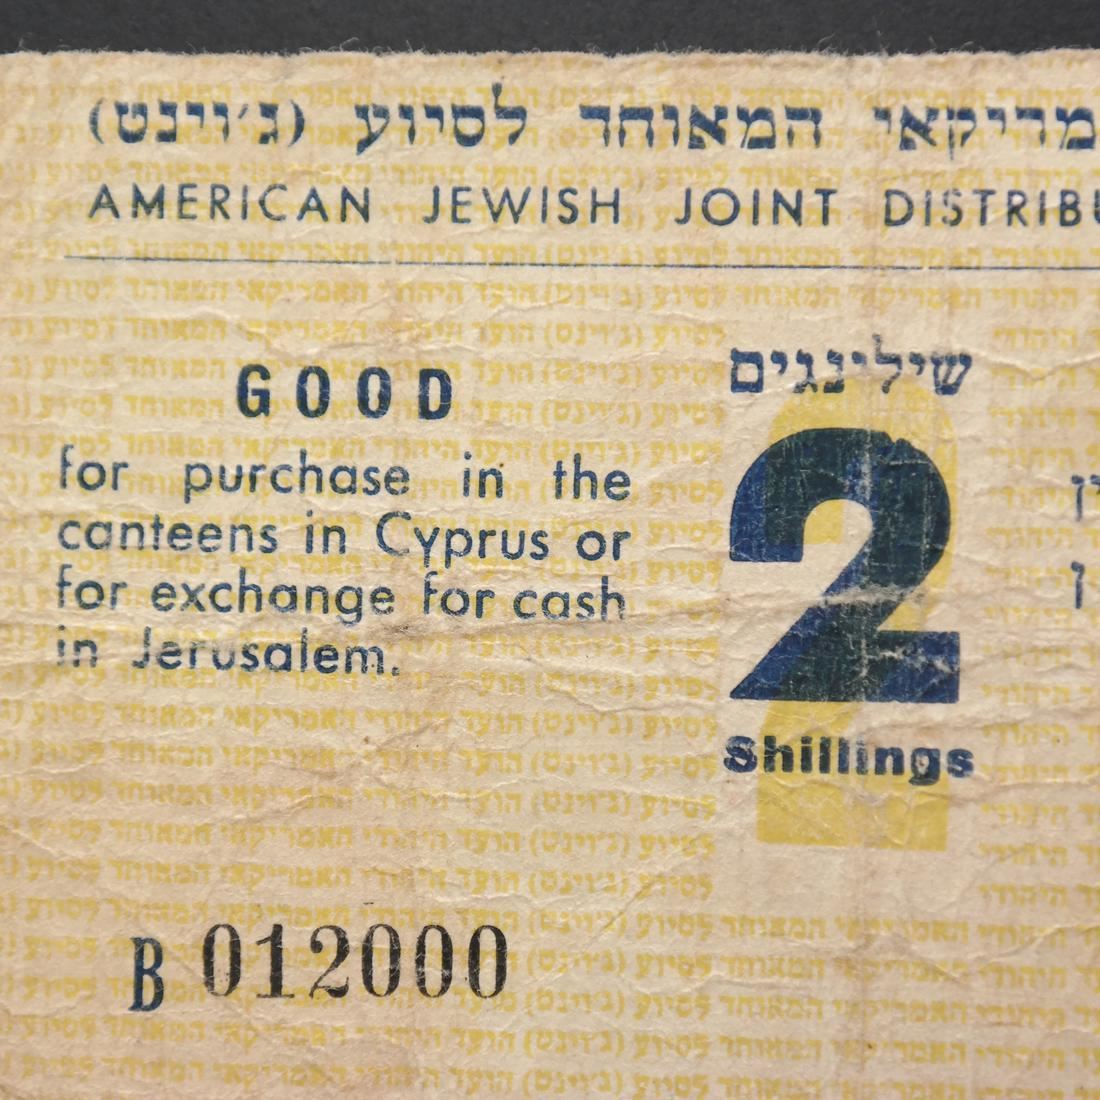 מריקאי המאוחד לסיוע (ג׳וינט)
AMERICAN JEWISH JOINT DISTRIBU
GOOD
for purchase in the
canteens in Cyprus or
for exchange for cash
in Jerusalem.
שילינגים
2
Shillings
B 012000